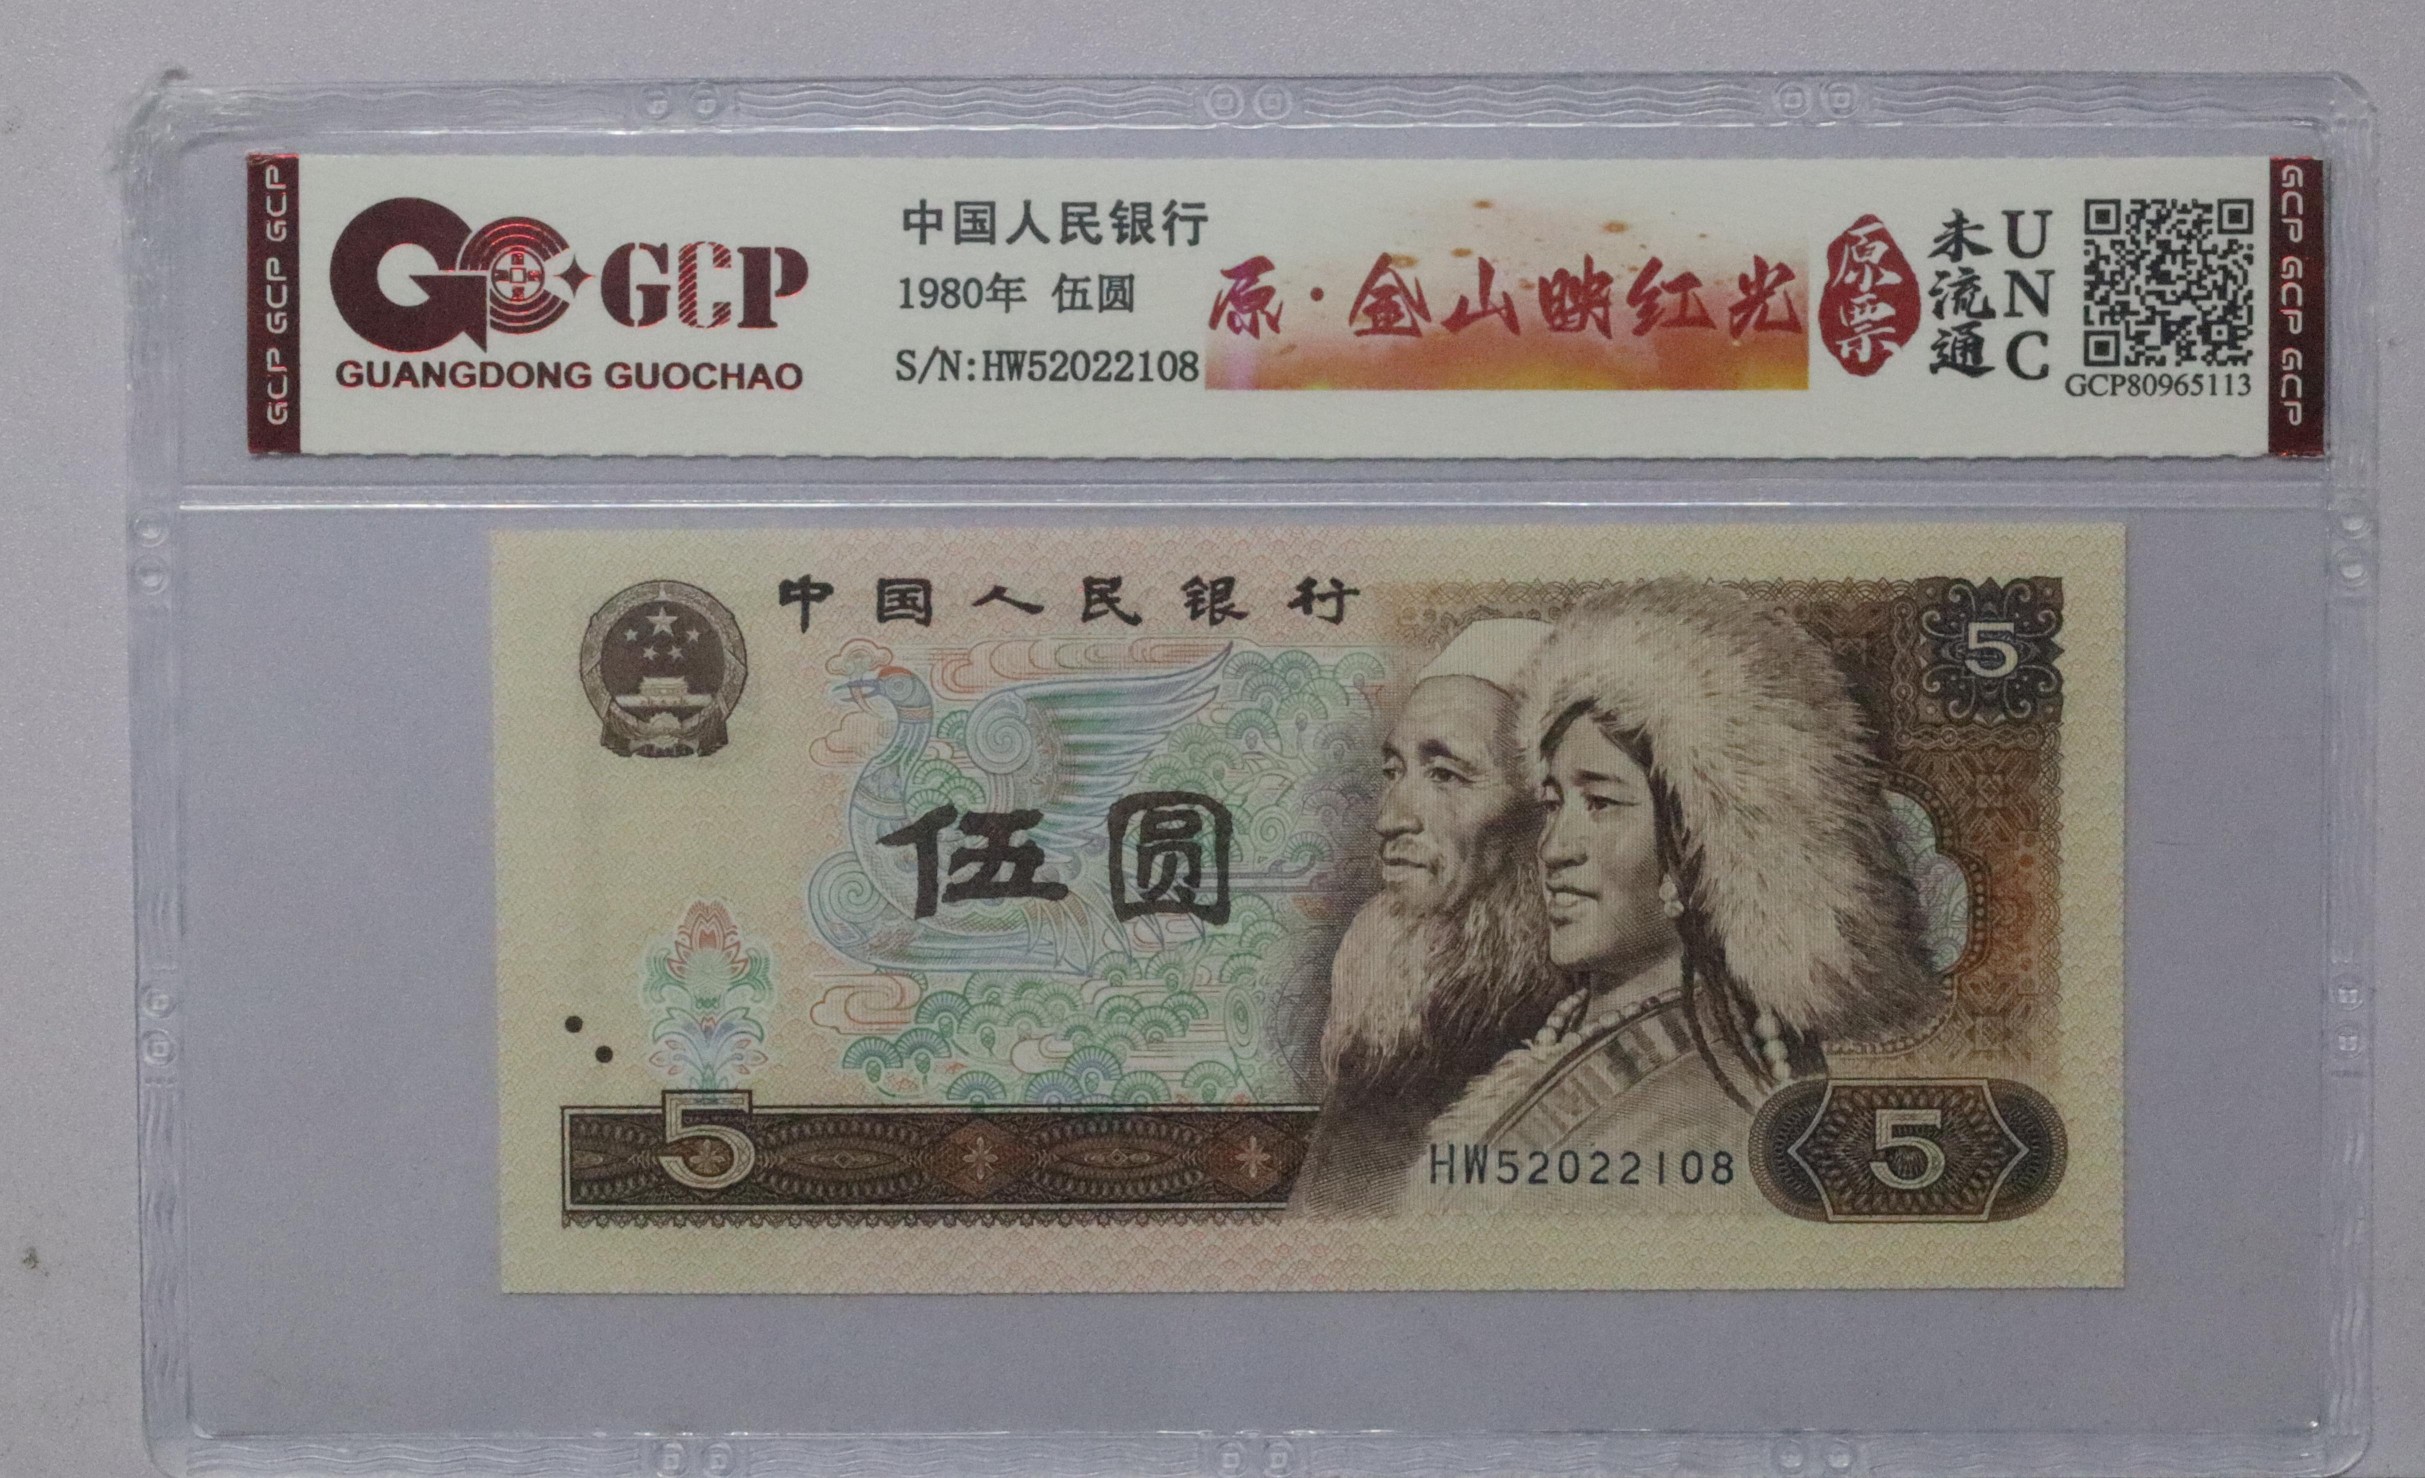 GCP GCP GCP
GCP
GUANGDONG GUOCHAO
中国人民银行
1980年 伍圆
S/N:HW52022108
原·金山映红光
原票
未流通
UNC
GCP80965113
GCP GCP GCP
中国人民银行
5
伍圆
5
HW52022108
5